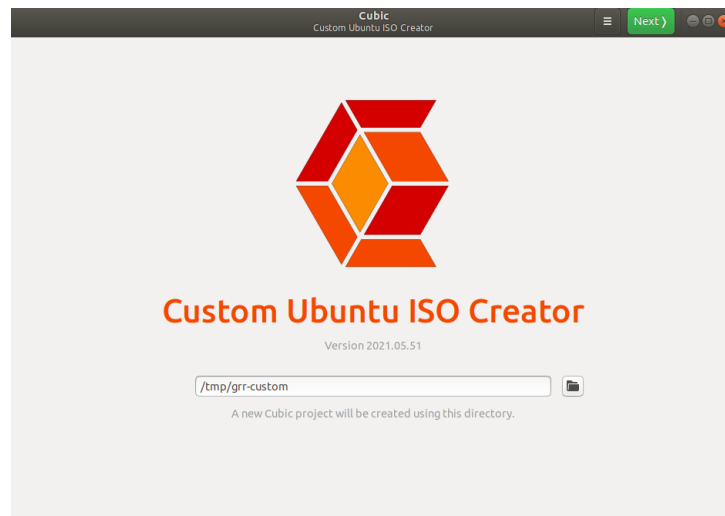 Cubic
Custom Ubuntu ISO Creator
Next ❭
Custom Ubuntu ISO Creator
Version 2021.05.51
/tmp/grr-custom
A new Cubic project will be created using this directory.